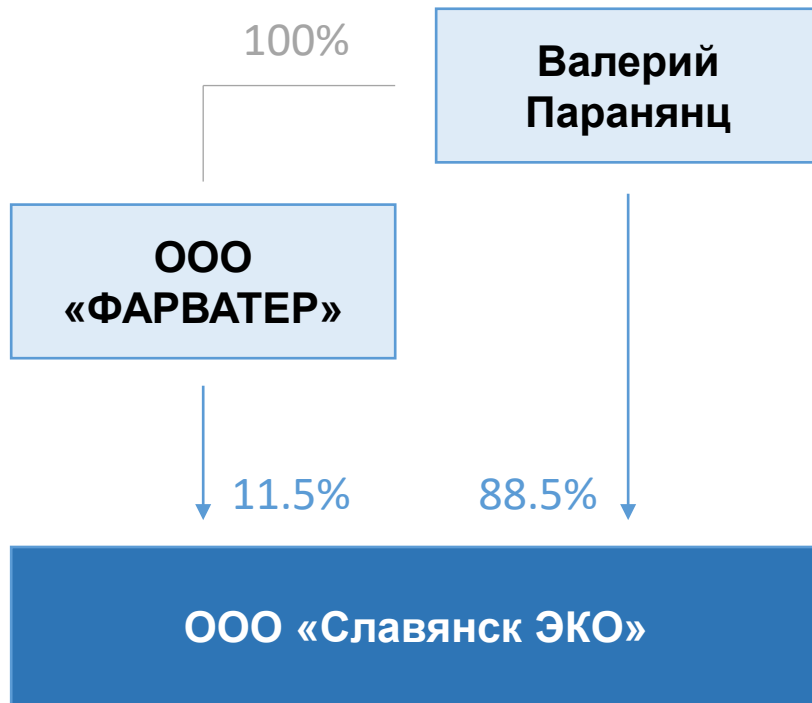 100%
Валерий
Паранянц
ООО
«ФАРВАТЕР»
11.5%
88.5%
ООО «Славянск ЭКО»